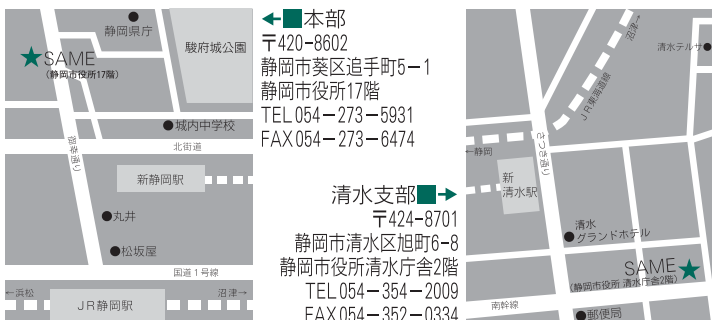 静岡県庁
駿府城公園
SAME
(静岡市役所17階)
城内中学校
御幸通り
北街道
新静岡駅
丸井
松坂屋
国道1号線
←浜松
沼津→
JR静岡駅
←■本部
〒420-8602
静岡市葵区追手町5−1
静岡市役所17階
TEL 054−273−5931
FAX 054−273−6474
清水支部■→
〒424-8701
静岡市清水区旭町6-8
静岡市役所清水庁舎2階
TEL 054−354−2009
FAX 054−352−0334
沼津→
清水テルサ
JR東海道線
さつき通り
←静岡
新
清水駅
清水
グランドホテル
SAME
(静岡市役所 清水庁舎2階)
南幹線
郵便局